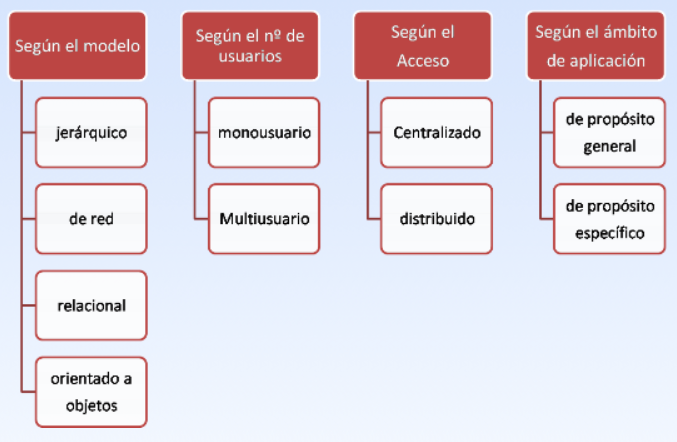 Según el modelo
jerárquico
de red
relacional
orientado a
objetos
Según el nº de
usuarios
monousuario
Multiusuario
Según el
Acceso
Centralizado
distribuido
Según el ámbito
de aplicación
de propósito
general
de propósito
específico